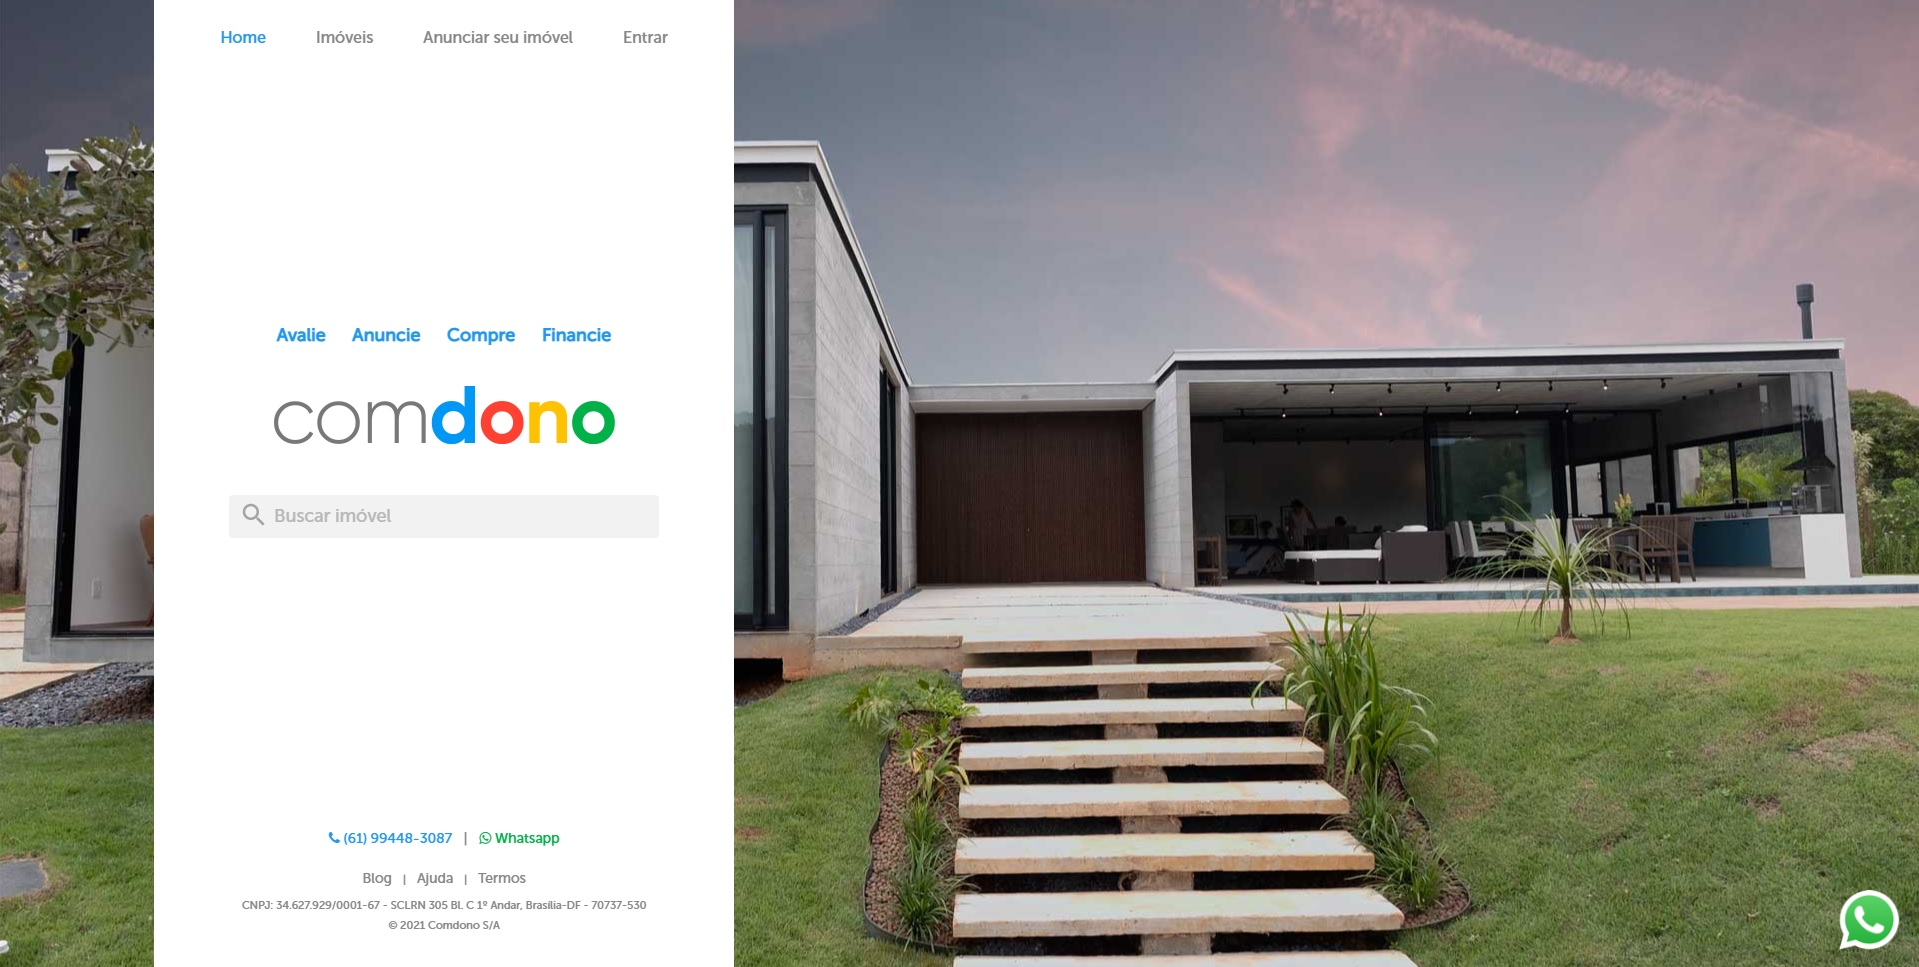 Home Imóveis Anunciar seu imóvel Entrar
Avalie Anuncie Compre Financie
comdono
Buscar imóvel
(61) 99448-3087 | Whatsapp
Blog | Ajuda | Termos
CNPJ: 34.627.929/0001-67 - SCLRN 305 BL C 1º Andar, Brasília-DF - 70737-530
© 2021 Comdono S/A